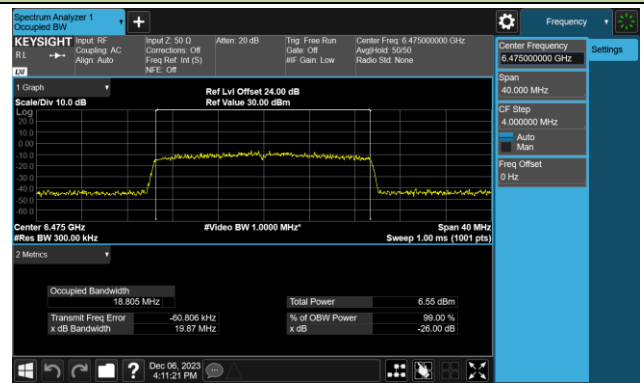 Spectrum Analyzer 1
Occupied BW
Frequency
KEYSIGHT
RL
Input: RF
Coupling: AC
Align: Auto
Input Z: 50 Ω
Corrections: Off
Freq Ref: Int (S)
NFE: Off
Atten: 20 dB
Trig: Free Run
Gate: Off
#IF Gain: Low
Center Freq: 6.475000000 GHz
Avg|Hold: 50/50
Radio Std: None
LXI
1 Graph
Scale/Div 10.0 dB
Ref Lvl Offset 24.00 dB
Ref Value 30.00 dBm
Log
20.0
10.0
0.00
-10.0
-20.0
-30.0
-40.0
-50.0
-60.0
Center 6.475 GHz
#Res BW 300.00 kHz
#Video BW 1.0000 MHz*
Span 40 MHz
Sweep 1.00 ms (1001 pts)
2 Metrics
Occupied Bandwidth
18.805 MHz
Transmit Freq Error
-60.806 kHz
x dB Bandwidth
19.87 MHz
Total Power
6.55 dBm
% of OBW Power
99.00 %
x dB
-26.00 dB
Center Frequency
6.475000000 GHz
Settings
Span
40.000 MHz
CF Step
4.000000 MHz
Auto
Man
Freq Offset
0 Hz
?
Dec 06, 2023
4:11:21 PM